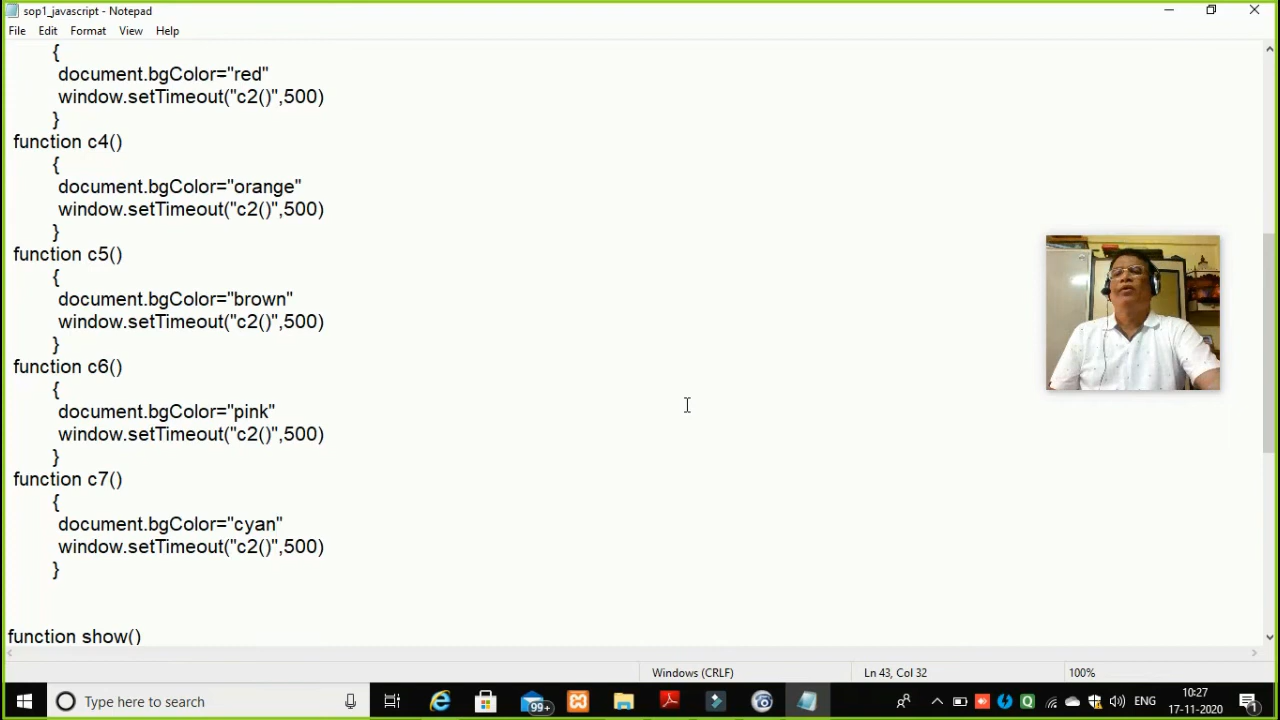 sop1_javascript - Notepad
File Edit Format View Help
{
document.bgColor="red"
window.setTimeout("c2()",500)
}
function c4()
{
document.bgColor="orange"
window.setTimeout("c2()",500)
}
function c5()
{
document.bgColor="brown"
window.setTimeout("c2()",500)
}
function c6()
{
document.bgColor="pink"
window.setTimeout("c2()",500)
}
function c7()
{
document.bgColor="cyan"
window.setTimeout("c2()",500)
}
function show()
Windows (CRLF) Ln 43, Col 32 100%
Type here to search 99+ ENG 10:27
17-11-2020 1